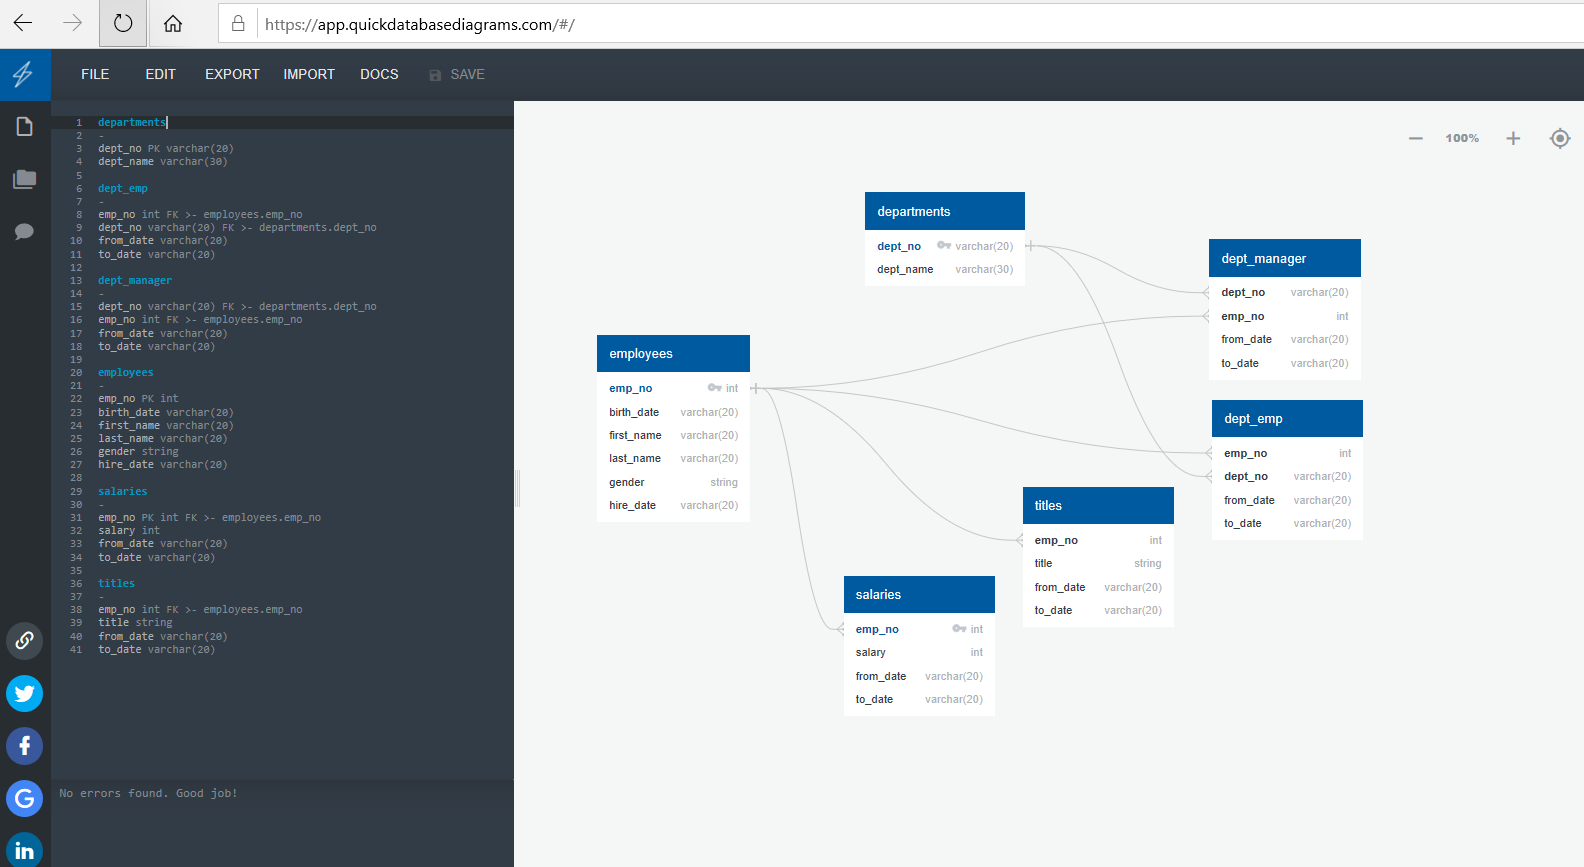 https://app.quickdatabasediagrams.com/#/
FILE EDIT EXPORT IMPORT DOCS SAVE
1 departments
2 -
3 dept_no PK varchar(20)
4 dept_name varchar(30)
5
6 dept_emp
7 -
8 emp_no int FK >- employees.emp_no
9 dept_no varchar(20) FK >- departments.dept_no
10 from_date varchar(20)
11 to_date varchar(20)
12
13 dept_manager
14 -
15 dept_no varchar(20) FK >- departments.dept_no
16 emp_no int FK >- employees.emp_no
17 from_date varchar(20)
18 to_date varchar(20)
19
20 employees
21 -
22 emp_no PK int
23 birth_date varchar(20)
24 first_name varchar(20)
25 last_name varchar(20)
26 gender string
27 hire_date varchar(20)
28
29 salaries
30 -
31 emp_no PK int FK >- employees.emp_no
32 salary int
33 from_date varchar(20)
34 to_date varchar(20)
35
36 titles
37 -
38 emp_no int FK >- employees.emp_no
39 title string
40 from_date varchar(20)
41 to_date varchar(20)
No errors found. Good job!
100%
departments
dept_no varchar(20)
dept_name varchar(30)
dept_manager
dept_no varchar(20)
emp_no int
from_date varchar(20)
to_date varchar(20)
employees
emp_no int
birth_date varchar(20)
first_name varchar(20)
last_name varchar(20)
gender string
hire_date varchar(20)
dept_emp
emp_no int
dept_no varchar(20)
from_date varchar(20)
to_date varchar(20)
titles
emp_no int
title string
from_date varchar(20)
to_date varchar(20)
salaries
emp_no int
salary int
from_date varchar(20)
to_date varchar(20)
f
G
in